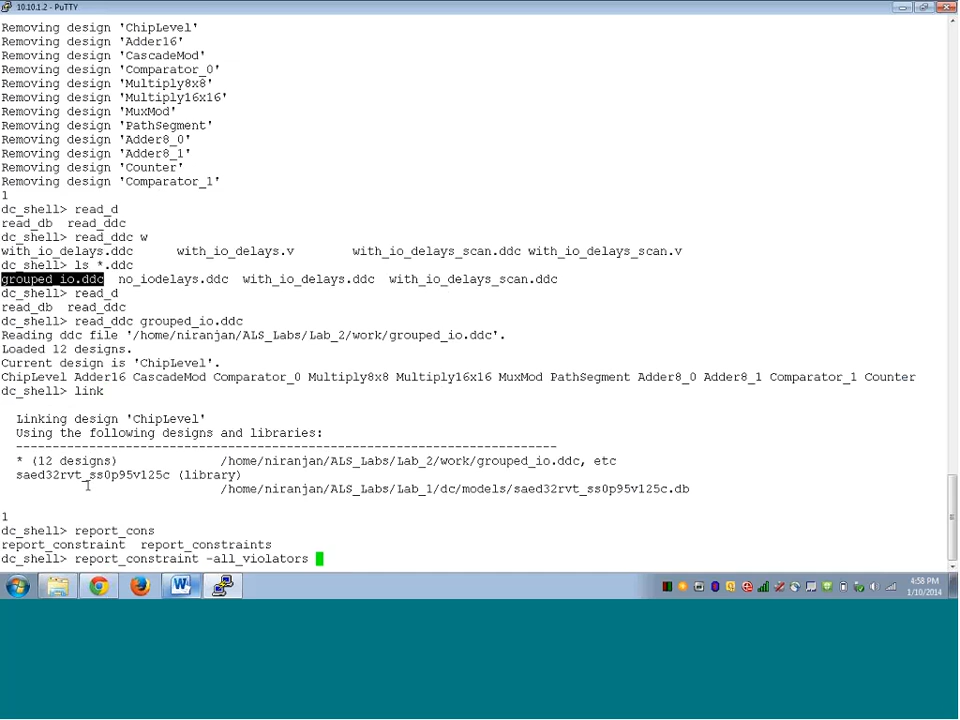 10.10.1.2 - PuTTY
Removing design 'ChipLevel'
Removing design 'Adder16'
Removing design 'CascadeMod'
Removing design 'Comparator_0'
Removing design 'Multiply8x8'
Removing design 'Multiply16x16'
Removing design 'MuxMod'
Removing design 'PathSegment'
Removing design 'Adder8_0'
Removing design 'Adder8_1'
Removing design 'Counter'
Removing design 'Comparator_1'
1
dc_shell> read_d
read_db  read_ddc
dc_shell> read_ddc w
with_io_delays.ddc      with_io_delays.v        with_io_delays_scan.ddc with_io_delays_scan.v
dc_shell> ls *.ddc
grouped_io.ddc  no_iodelays.ddc  with_io_delays.ddc  with_io_delays_scan.ddc
dc_shell> read_d
read_db  read_ddc
dc_shell> read_ddc grouped_io.ddc
Reading ddc file '/home/niranjan/ALS_Labs/Lab_2/work/grouped_io.ddc'.
Loaded 12 designs.
Current design is 'ChipLevel'.
ChipLevel Adder16 CascadeMod Comparator_0 Multiply8x8 Multiply16x16 MuxMod PathSegment Adder8_0 Adder8_1 Comparator_1 Counter
dc_shell> link
Linking design 'ChipLevel'
Using the following designs and libraries:
--------------------------------------------------------------------------
* (12 designs)              /home/niranjan/ALS_Labs/Lab_2/work/grouped_io.ddc, etc
saed32rvt_ss0p95v125c (library)
/home/niranjan/ALS_Labs/Lab_1/dc/models/saed32rvt_ss0p95v125c.db
1
dc_shell> report_cons
report_constraint  report_constraints
dc_shell> report_constraint -all_violators
4:58 PM
1/10/2014